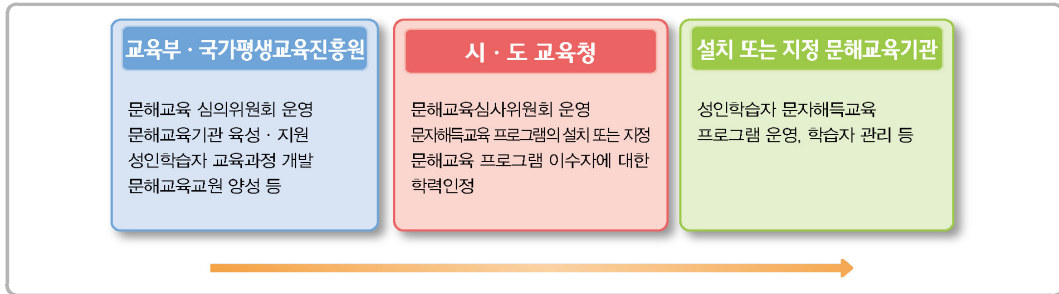 교육부 · 국가평생교육진흥원
문해교육 심의위원회 운영
문해교육기관 육성 · 지원
성인학습자 교육과정 개발
문해교육교원 양성 등
시 · 도 교육청
문해교육심사위원회 운영
문자해득교육 프로그램의 설치 또는 지정
문해교육 프로그램 이수자에 대한
학력인정
설치 또는 지정 문해교육기관
성인학습자 문자해득교육
프로그램 운영, 학습자 관리 등